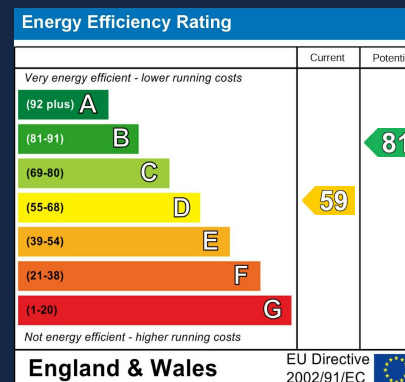 Energy Efficiency Rating
Current Potenti
Very energy efficient - lower running costs
(92 plus) A
(81-91) B
81
(69-80) C
(55-68) D
59
(39-54) E
(21-38) F
(1-20) G
Not energy efficient - higher running costs
England & Wales
EU Directive
2002/91/EC